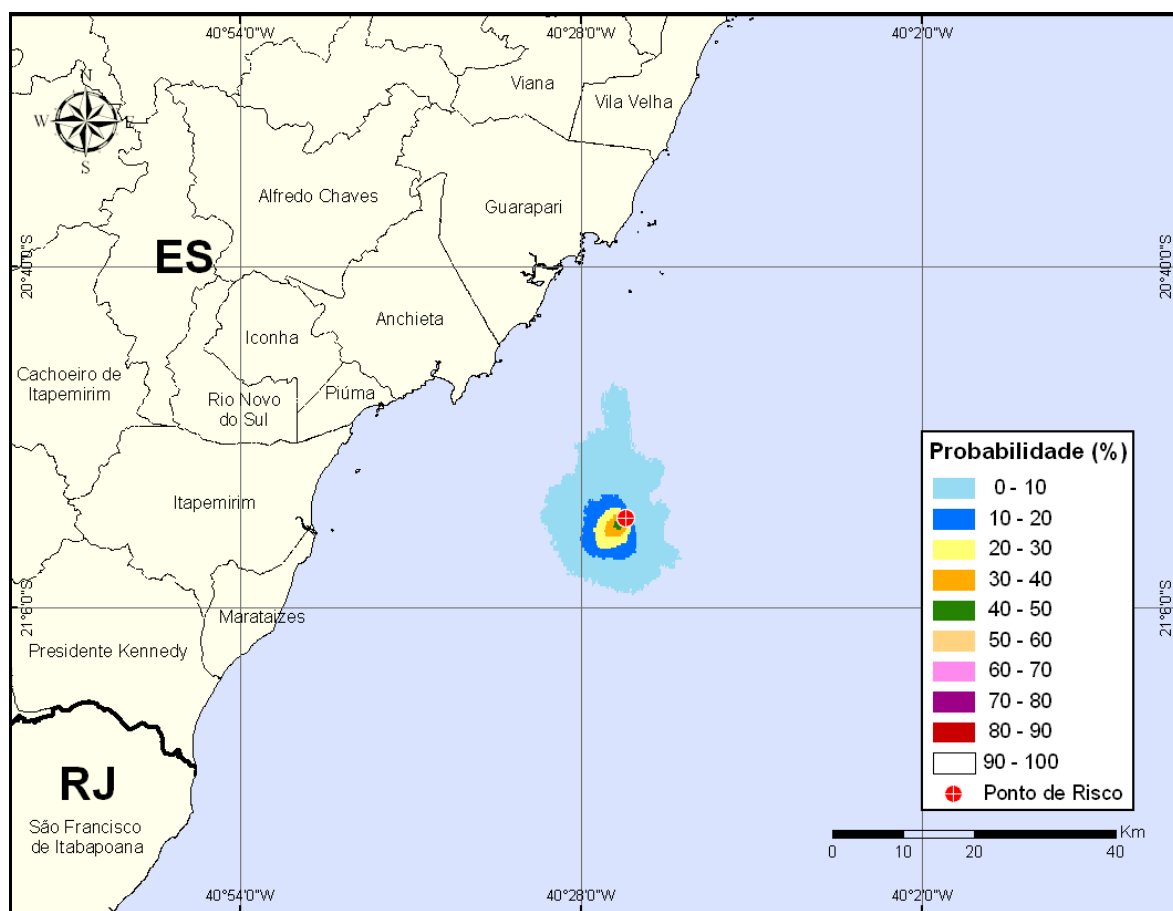 40°54'0"W
40°28'0"W
40°2'0"W
N
W
E
S
Viana
Vila Velha
Alfredo Chaves
Guarapari
ES
20°40'0"S
20°40'0"S
Anchieta
Iconha
Cachoeiro de
Itapemirim
Rio Novo
do Sul
Piúma
Itapemirim
Probabilidade (%)
0 - 10
10 - 20
20 - 30
30 - 40
40 - 50
50 - 60
60 - 70
70 - 80
80 - 90
90 - 100
Ponto de Risco
21°6'0"S
21°6'0"S
Marataizes
Presidente Kennedy
RJ
São Francisco
de Itabapoana
Km
0 10 20 40
40°54'0"W
40°28'0"W
40°2'0"W